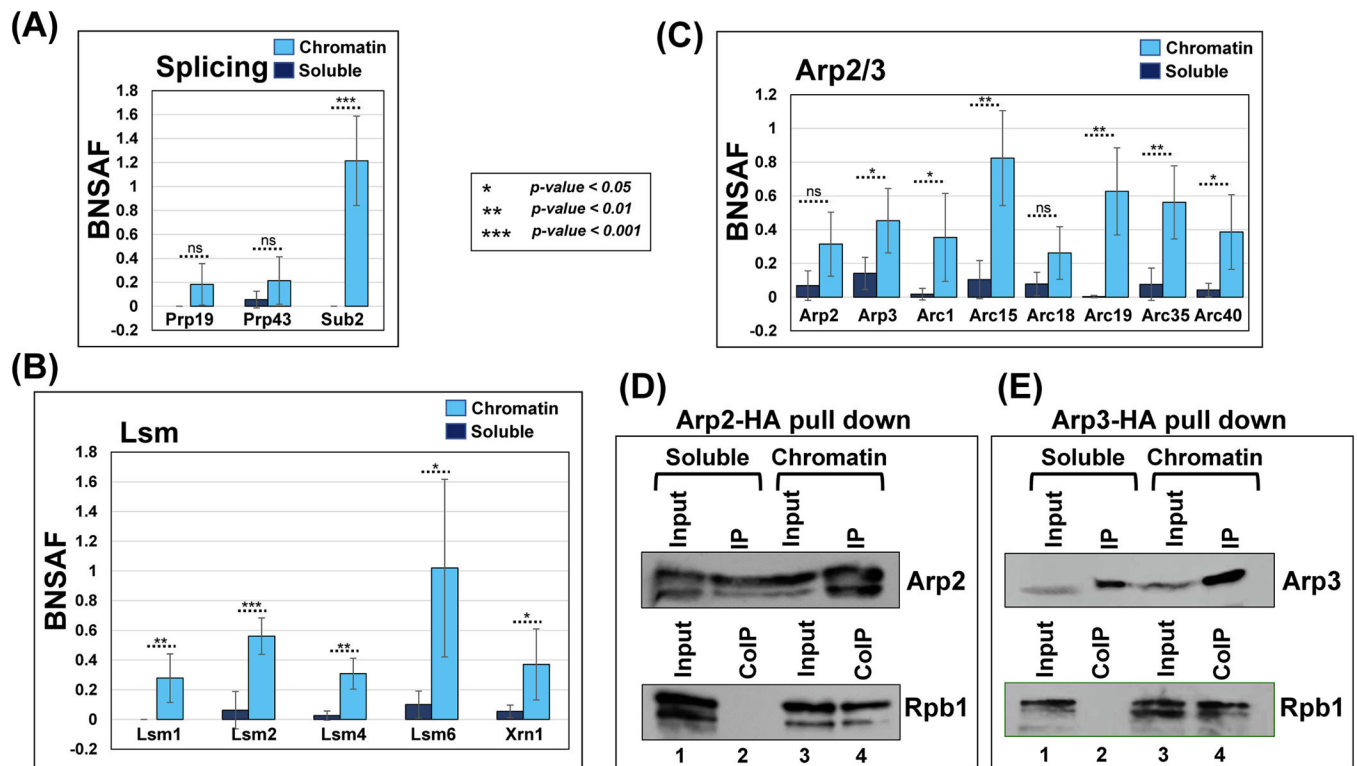 (A)
Chromatin
Soluble
Splicing
BNSAF
1.8
1.6
1.4
1.2
1
0.8
0.6
0.4
0.2
0
-0.2
ns
ns
***
Prp19 Prp43 Sub2
* p-value < 0.05
** p-value < 0.01
*** p-value < 0.001
(C)
Chromatin
Soluble
Arp2/3
BNSAF
1.2
1
0.8
0.6
0.4
0.2
0
-0.2
ns * * ** ns ** ** *
Arp2 Arp3 Arc1 Arc15 Arc18 Arc19 Arc35 Arc40
(B)
Chromatin
Soluble
Lsm
BNSAF
1.8
1.6
1.4
1.2
1
0.8
0.6
0.4
0.2
0
-0.2
** *** ** * *
Lsm1 Lsm2 Lsm4 Lsm6 Xrn1
(D)
Arp2-HA pull down
Soluble Chromatin
Input IP Input IP
Arp2
Input CoIP Input CoIP
Rpb1
1 2 3 4
(E)
Arp3-HA pull down
Soluble Chromatin
Input IP Input IP
Arp3
Input CoIP Input CoIP
Rpb1
1 2 3 4